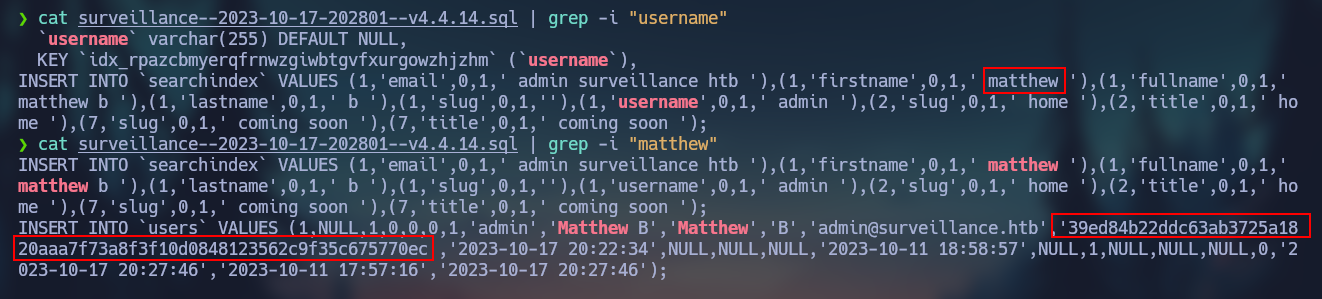 ❯ cat surveillance--2023-10-17-202801--v4.4.14.sql | grep -i "username"
`username` varchar(255) DEFAULT NULL,
KEY `idx_rpazcbmyerqfrnwzgiwbtgvfxurgowzhjzhm` (`username`),
INSERT INTO `searchindex` VALUES (1,'email',0,1,' admin surveillance htb '),(1,'firstname',0,1,' matthew '),(1,'fullname',0,1,'
matthew b '),(1,'lastname',0,1,' b '),(1,'slug',0,1,''),(1,'username',0,1,' admin '),(2,'slug',0,1,' home '),(2,'title',0,1,' ho
me '),(7,'slug',0,1,' coming soon '),(7,'title',0,1,' coming soon ');
❯ cat surveillance--2023-10-17-202801--v4.4.14.sql | grep -i "matthew"
INSERT INTO `searchindex` VALUES (1,'email',0,1,' admin surveillance htb '),(1,'firstname',0,1,' matthew '),(1,'fullname',0,1,'
matthew b '),(1,'lastname',0,1,' b '),(1,'slug',0,1,''),(1,'username',0,1,' admin '),(2,'slug',0,1,' home '),(2,'title',0,1,' ho
me '),(7,'slug',0,1,' coming soon '),(7,'title',0,1,' coming soon ');
INSERT INTO `users` VALUES (1,NULL,1,0,0,0,1,'admin','Matthew B','Matthew','B','admin@surveillance.htb','39ed84b22ddc63ab3725a18
20aaa7f73a8f3f10d0848123562c9f35c675770ec','2023-10-17 20:22:34',NULL,NULL,NULL,'2023-10-11 18:58:57',NULL,1,NULL,NULL,NULL,0,'2
023-10-17 20:27:46','2023-10-11 17:57:16','2023-10-17 20:27:46');